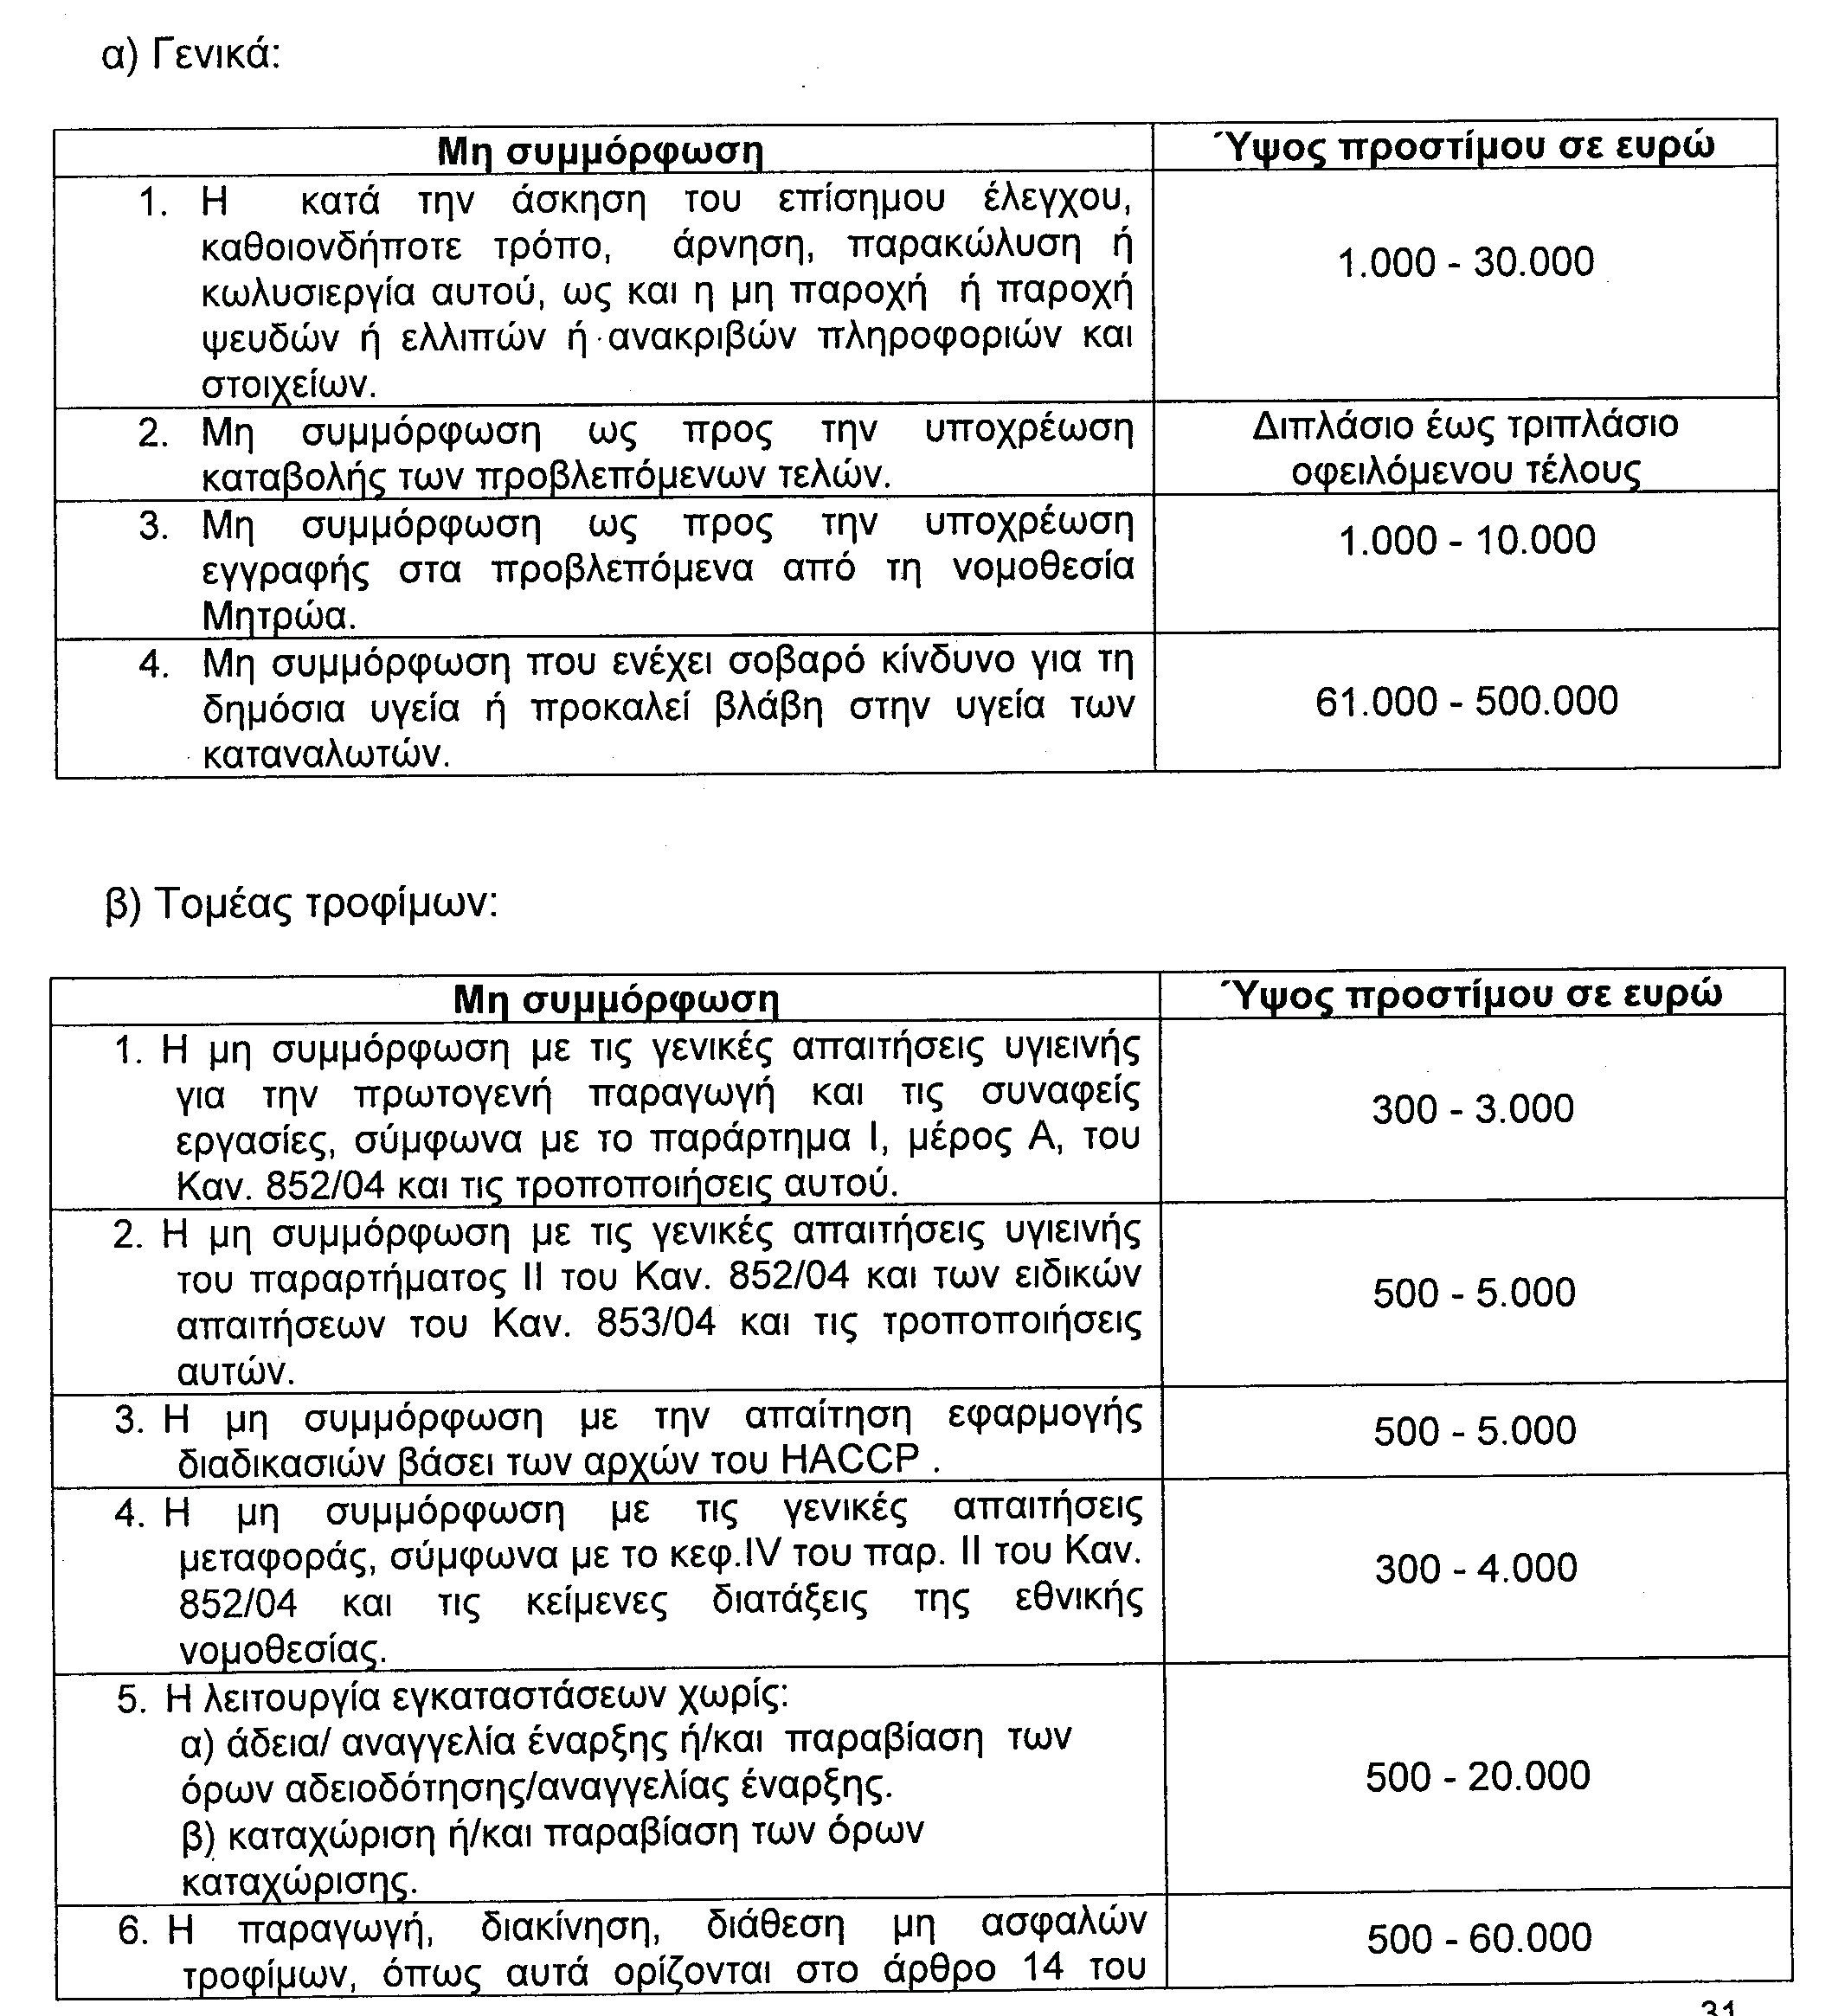 α) Γενικά:
Μη συμμόρφωση
Ύψος προστίμου σε ευρώ
1. Η κατά την άσκηση του επίσημου έλεγχου,
καθοιονδήποτε τρόπο, άρνηση, παρακώλυση ή
κωλυσιεργία αυτού, ως και η μη παροχή ή παροχή
ψευδών ή ελλιπών ή ανακριβών πληροφοριών και
στοιχείων.
1.000 - 30.000
2. Μη συμμόρφωση ως προς την υποχρέωση
καταβολής των προβλεπόμενων τελών.
Διπλάσιο έως τριπλάσιο
οφειλόμενου τέλους
3. Μη συμμόρφωση ως προς την υποχρέωση
εγγραφής στα προβλεπόμενα από τη νομοθεσία
Μητρώα.
1.000 - 10.000
4. Μη συμμόρφωση που ενέχει σοβαρό κίνδυνο για τη
δημόσια υγεία ή προκαλεί βλάβη στην υγεία των
καταναλωτών.
61.000 - 500.000
β) Τομέας τροφίμων:
Μη συμμόρφωση
Ύψος προστίμου σε ευρώ
1. Η μη συμμόρφωση με τις γενικές απαιτήσεις υγιεινής
για την πρωτογενή παραγωγή και τις συναφείς
εργασίες, σύμφωνα με το παράρτημα Ι, μέρος Α, του
Καν. 852/04 και τις τροποποιήσεις αυτού.
300 - 3.000
2. Η μη συμμόρφωση με τις γενικές απαιτήσεις υγιεινής
του παραρτήματος ΙΙ του Καν. 852/04 και των ειδικών
απαιτήσεων του Καν. 853/04 και τις τροποποιήσεις
αυτών.
500 - 5.000
3. Η μη συμμόρφωση με την απαίτηση εφαρμογής
διαδικασιών βάσει των αρχών του HACCP .
500 - 5.000
4. Η μη συμμόρφωση με τις γενικές απαιτήσεις
μεταφοράς, σύμφωνα με το κεφ.IV του παρ. ΙΙ του Καν.
852/04 και τις κείμενες διατάξεις της εθνικής
νομοθεσίας.
300 - 4.000
5. Η λειτουργία εγκαταστάσεων χωρίς:
α) άδεια/ αναγγελία έναρξης ή/και παραβίαση των
όρων αδειοδότησης/αναγγελίας έναρξης.
β) καταχώριση ή/και παραβίαση των όρων
καταχώρισης.
500 - 20.000
6. Η παραγωγή, διακίνηση, διάθεση μη ασφαλών
τροφίμων, όπως αυτά ορίζονται στο άρθρο 14 του
500 - 60.000
31